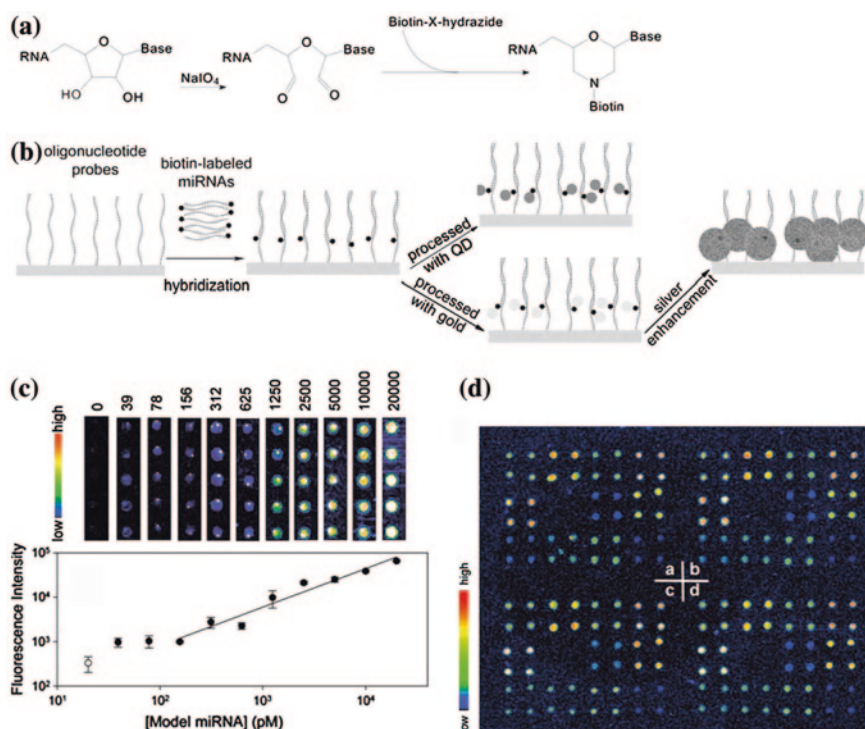 (a)
RNA
O
Base
HO
OH
NaIO4
RNA
O
Base
O
O
Biotin-X-hydrazide
RNA
O
Base
N
Biotin
(b)
oligonucleotide
probes
biotin-labeled
miRNAs
hybridization
processed
with QD
processed
with gold
silver
enhancement
(c)
high
low
0
39
78
156
312
625
1250
2500
5000
10000
20000
Fluorescence Intensity
10^5
10^4
10^3
10^2
10^1
10^2
10^3
10^4
[Model miRNA] (pM)
(d)
high
low
a b
c d